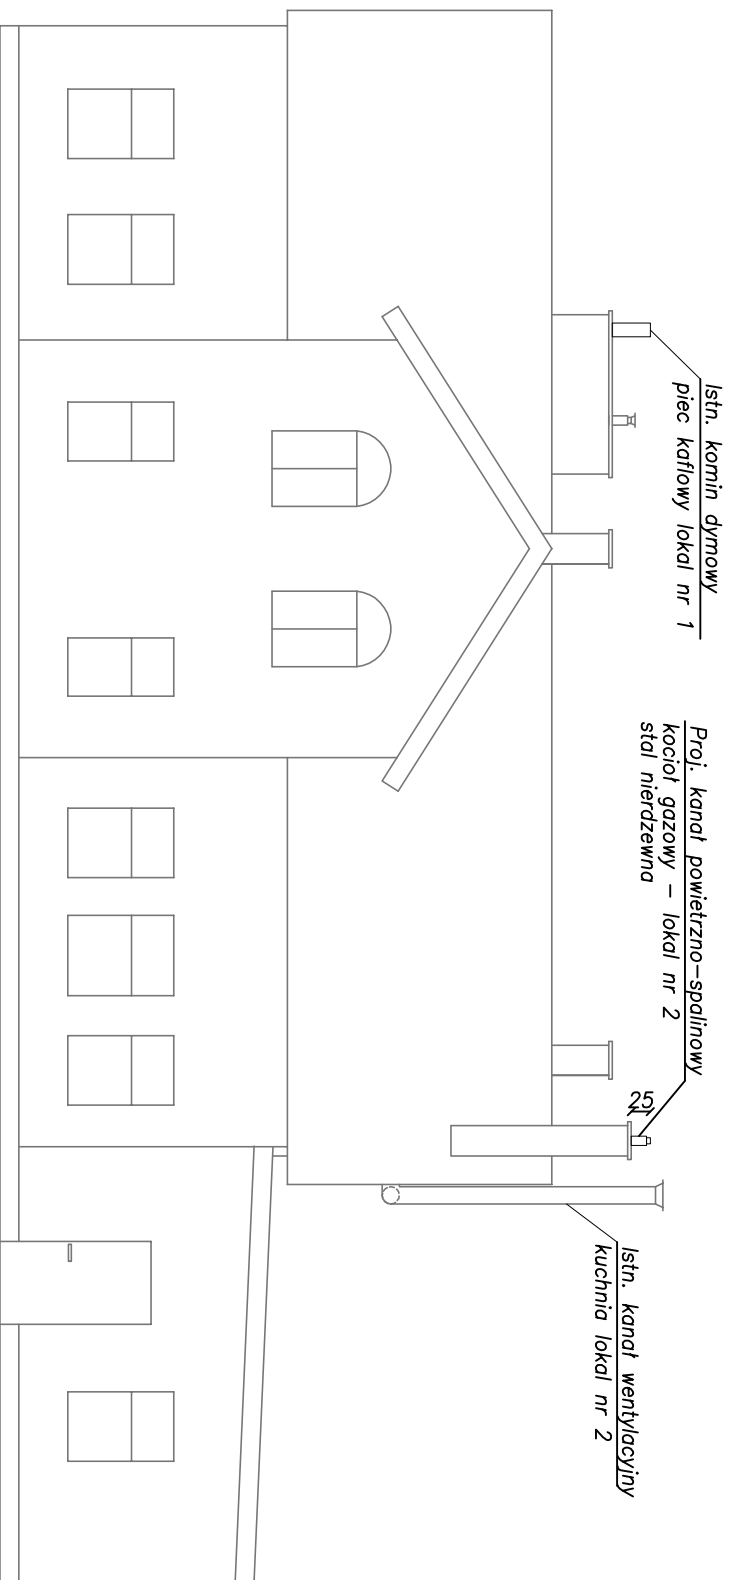 Istn. komin dymowy
piec kaflowy lokal nr 1
Proj. kanał powietrzno-spalinowy
kocioł gazowy - lokal nr 2
stal nierdzewna
25
Istn. kanał wentylacyjny
kuchnia lokal nr 2